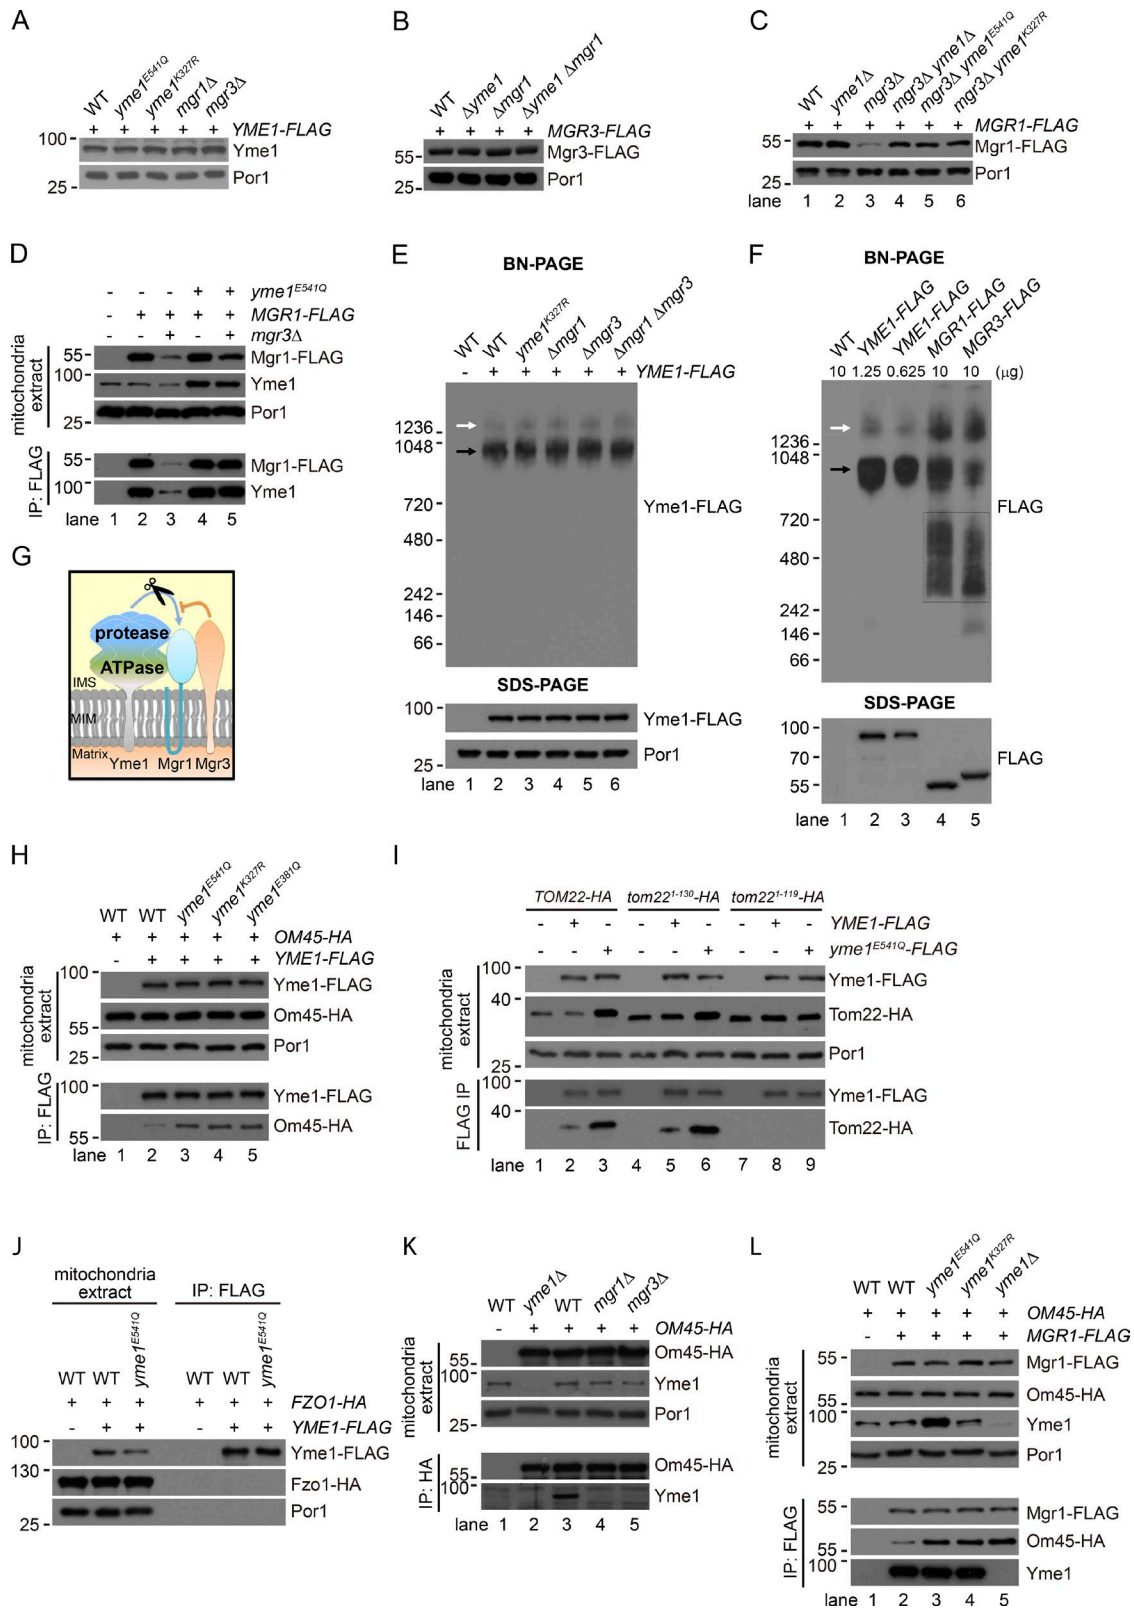 A
WT
yme1E541Q
yme1K327R
mgr1Δ
mgr3Δ
+ + + + + YME1-FLAG
100
Yme1
Por1
25
B
WT
Δyme1
Δmgr1
Δyme1 Δmgr1
+ + + + MGR3-FLAG
55
Mgr3-FLAG
Por1
25
C
WT
yme1Δ
mgr3Δ
mgr3Δ yme1Δ
mgr3Δ yme1E541Q
mgr3Δ yme1K327R
+ + + + + + MGR1-FLAG
55
Mgr1-FLAG
Por1
25
lane 1 2 3 4 5 6
D
- - - + + yme1E541Q
- + + + + MGR1-FLAG
- - + - + mgr3Δ
mitochondria extract
55
Mgr1-FLAG
100
Yme1
Por1
25
IP: FLAG
55
Mgr1-FLAG
100
Yme1
lane 1 2 3 4 5
E
BN-PAGE
WT
WT
yme1K327R
Δmgr1
Δmgr3
Δmgr1 Δmgr3
- + + + + + YME1-FLAG
1236
1048
720
480
242
146
66
Yme1-FLAG
SDS-PAGE
100
Yme1-FLAG
Por1
25
lane 1 2 3 4 5 6
F
BN-PAGE
WT
YME1-FLAG
YME1-FLAG
MGR1-FLAG
MGR3-FLAG
10 1.25 0.625 10 10 (μg)
1236
1048
720
480
242
146
66
FLAG
SDS-PAGE
100
70
55
FLAG
lane 1 2 3 4 5
G
protease
ATPase
IMS
MIM
Matrix
Yme1 Mgr1 Mgr3
H
WT
WT
yme1E541Q
yme1K327R
yme1E381Q
+ + + + + OM45-HA
- + + + + YME1-FLAG
mitochondria extract
100
Yme1-FLAG
Om45-HA
55
Por1
25
IP: FLAG
100
Yme1-FLAG
Om45-HA
55
lane 1 2 3 4 5
I
TOM22-HA tom221-130-HA tom221-119-HA
- + - - + - - + - YME1-FLAG
- - + - - + - - + yme1E541Q-FLAG
mitochondria extract
100
Yme1-FLAG
40
Tom22-HA
Por1
25
FLAG IP
100
Yme1-FLAG
40
Tom22-HA
lane 1 2 3 4 5 6 7 8 9
J
mitochondria extract
IP: FLAG
WT WT yme1E541Q WT WT yme1E541Q
+ + + + + + FZO1-HA
- + + - + + YME1-FLAG
100
Yme1-FLAG
130
Fzo1-HA
Por1
25
K
WT
yme1Δ
WT
mgr1Δ
mgr3Δ
- + + + + OM45-HA
mitochondria extract
Om45-HA
55
100
Yme1
Por1
25
IP: HA
Om45-HA
55
100
Yme1
lane 1 2 3 4 5
L
WT
WT
yme1E541Q
yme1K327R
yme1Δ
+ + + + + OM45-HA
- + + + + MGR1-FLAG
mitochondria extract
55
Mgr1-FLAG
Om45-HA
55
100
Yme1
Por1
25
IP: FLAG
55
Mgr1-FLAG
Om45-HA
55
100
Yme1
lane 1 2 3 4 5